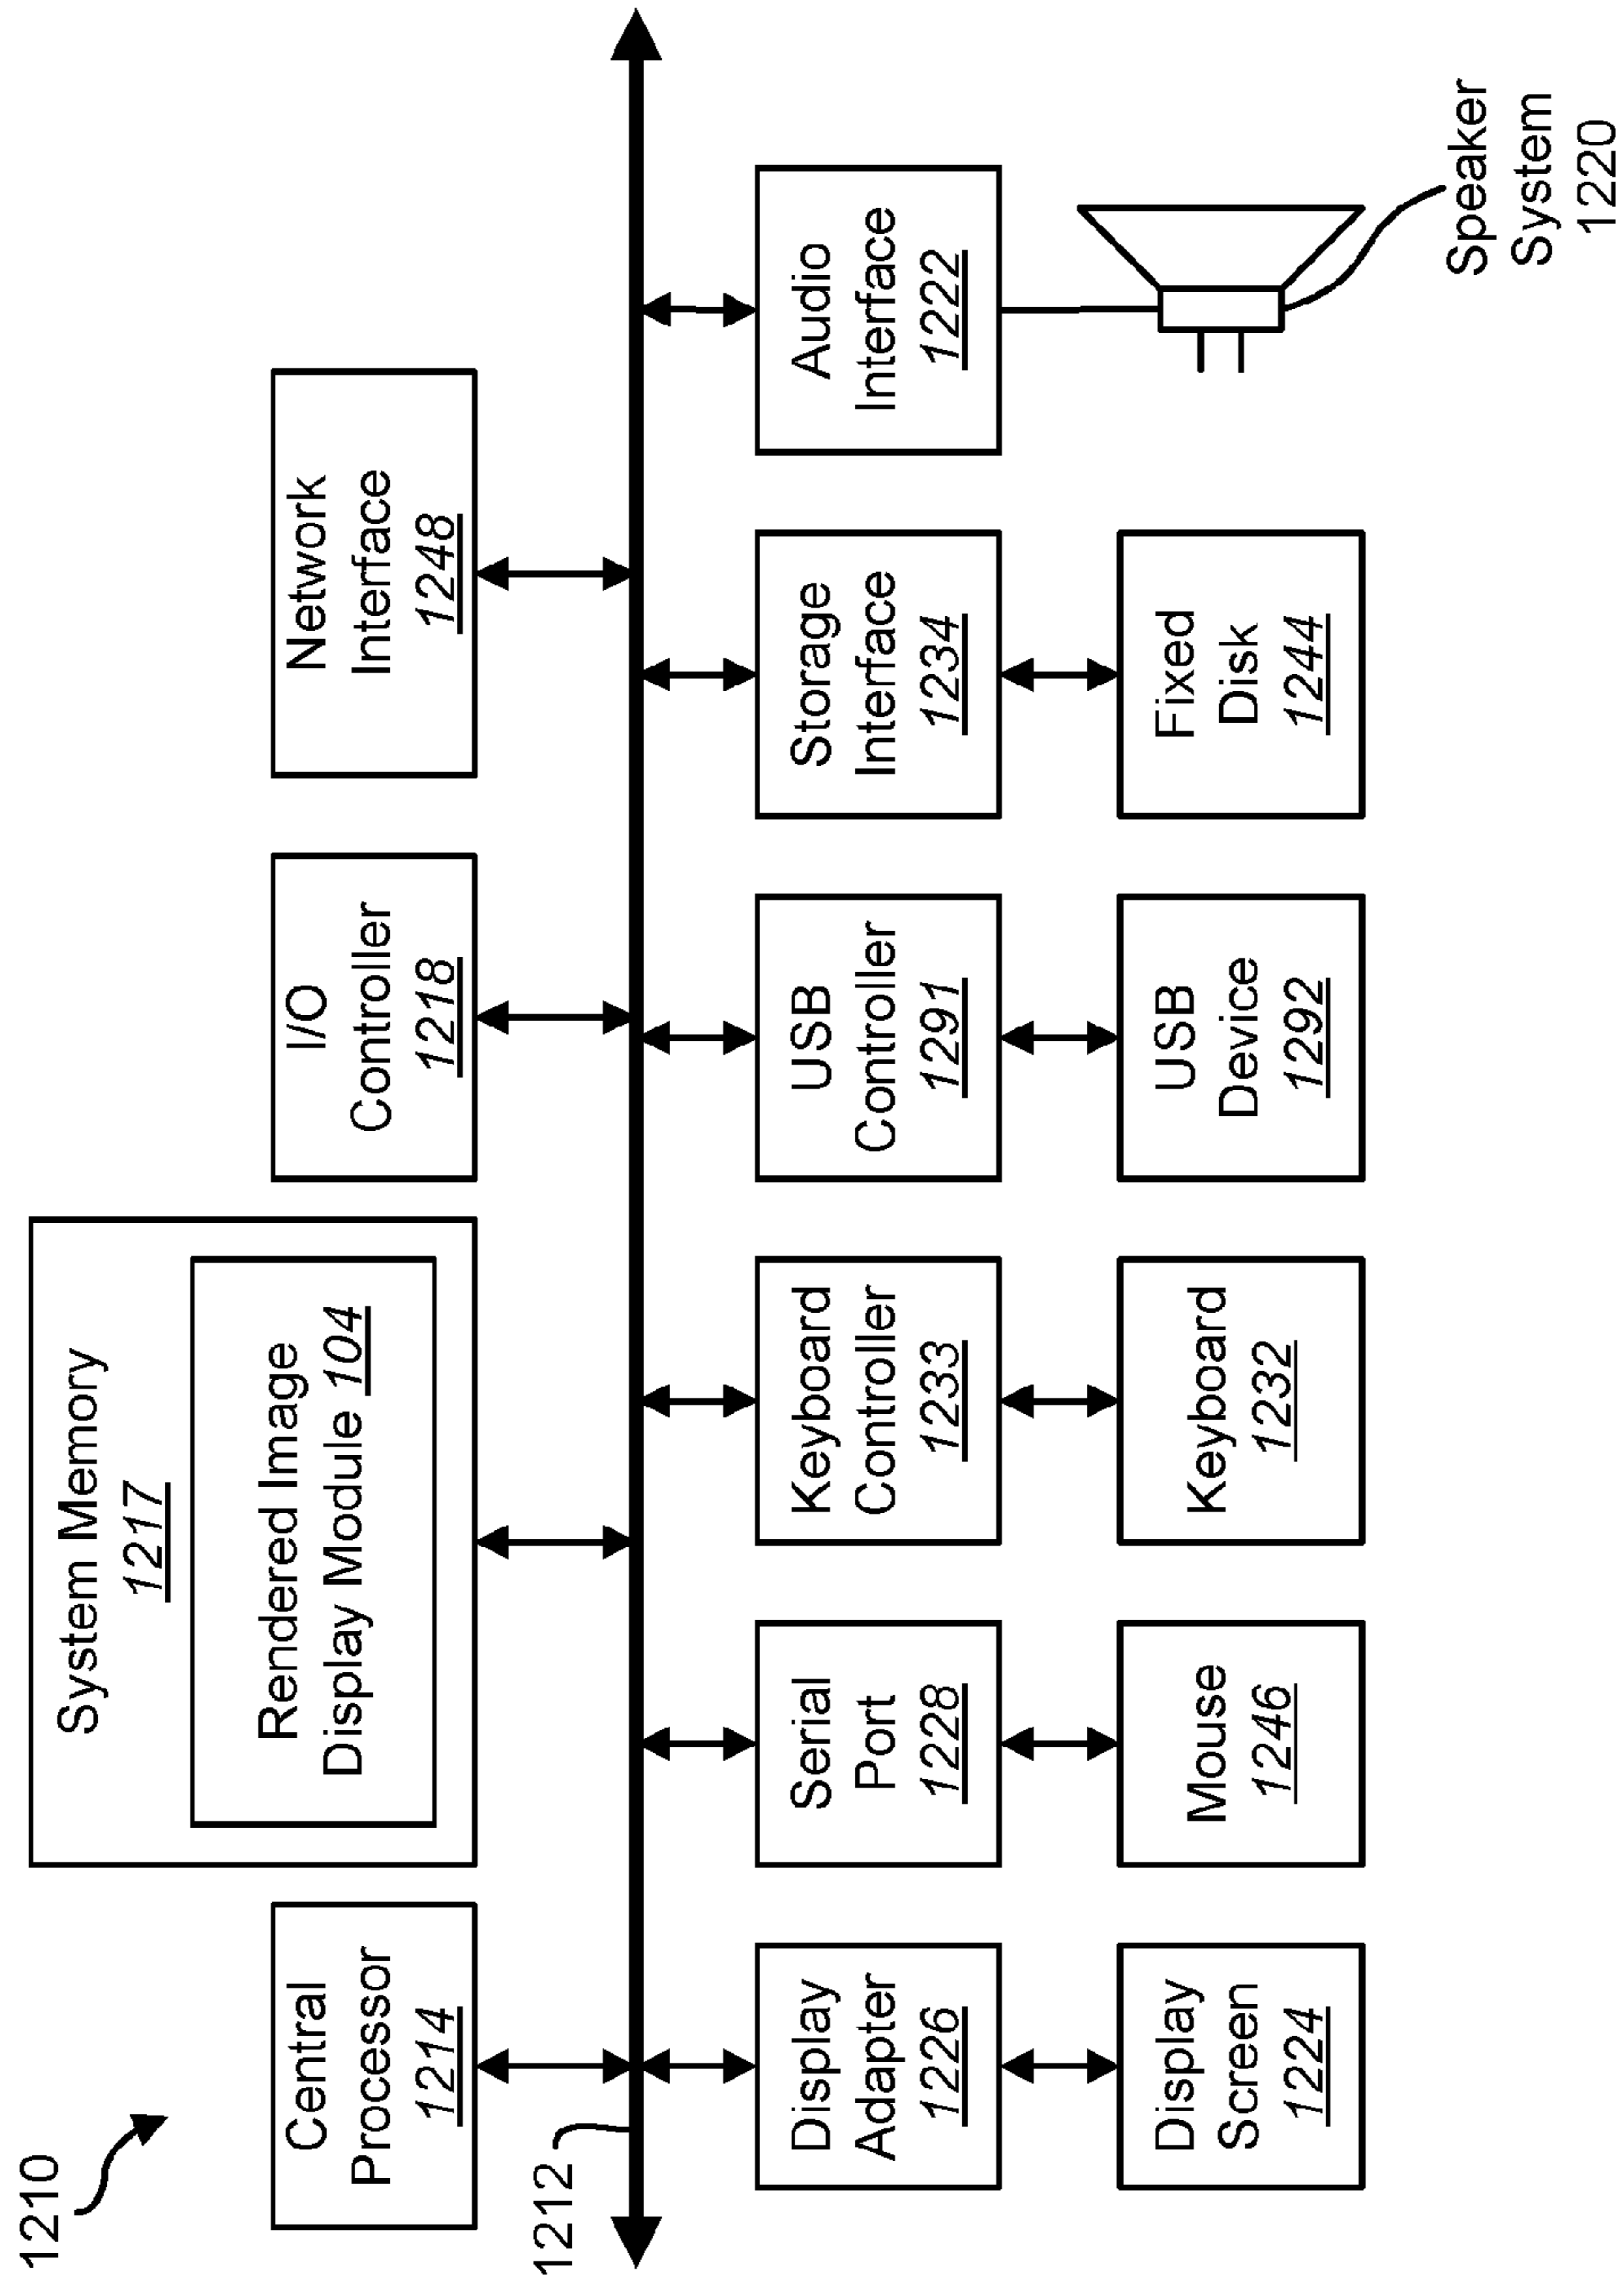 1210
System Memory
1217
Rendered Image
Display Module 104
Central
Processor
1214
I/O
Controller
1218
Network
Interface
1248
1212
Display
Adapter
1226
Serial
Port
1228
Keyboard
Controller
1233
USB
Controller
1291
Storage
Interface
1234
Audio
Interface
1222
Display
Screen
1224
Mouse
1246
Keyboard
1232
USB
Device
1292
Fixed
Disk
1244
Speaker
System
1220